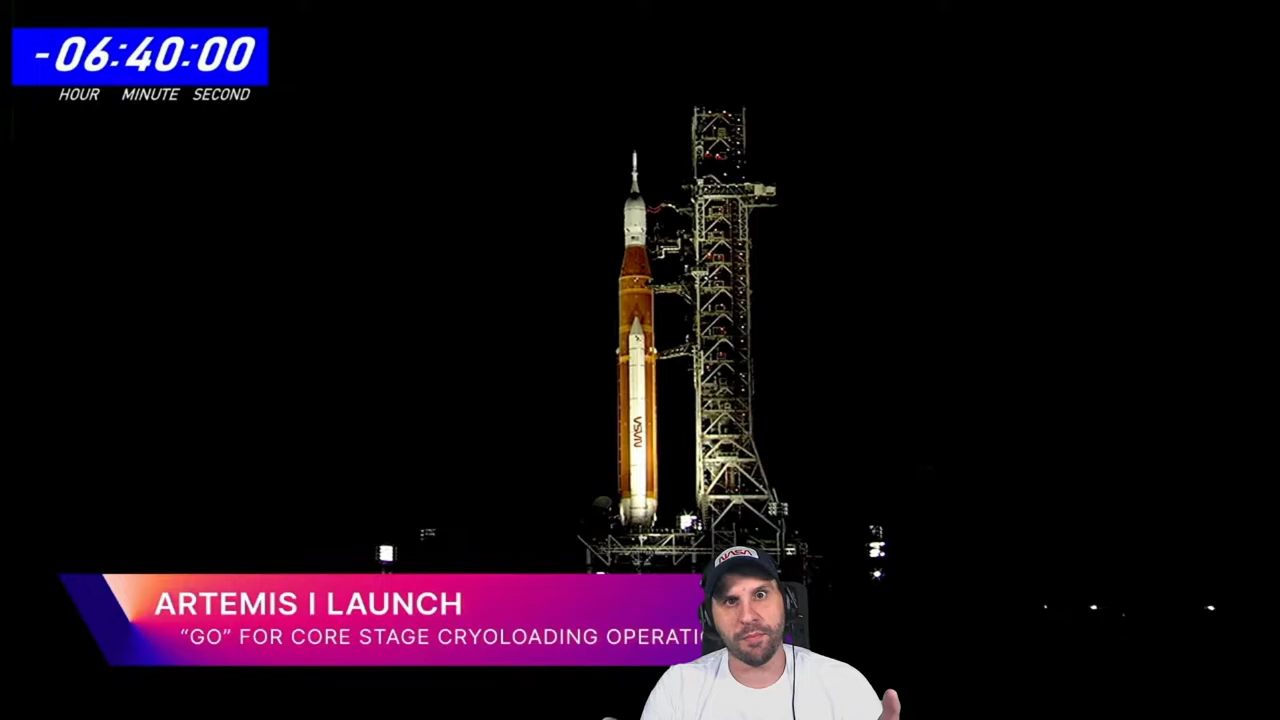 -06:40:00
HOUR MINUTE SECOND
NASA
ARTEMIS I LAUNCH
“GO” FOR CORE STAGE CRYOLOADING
NASA